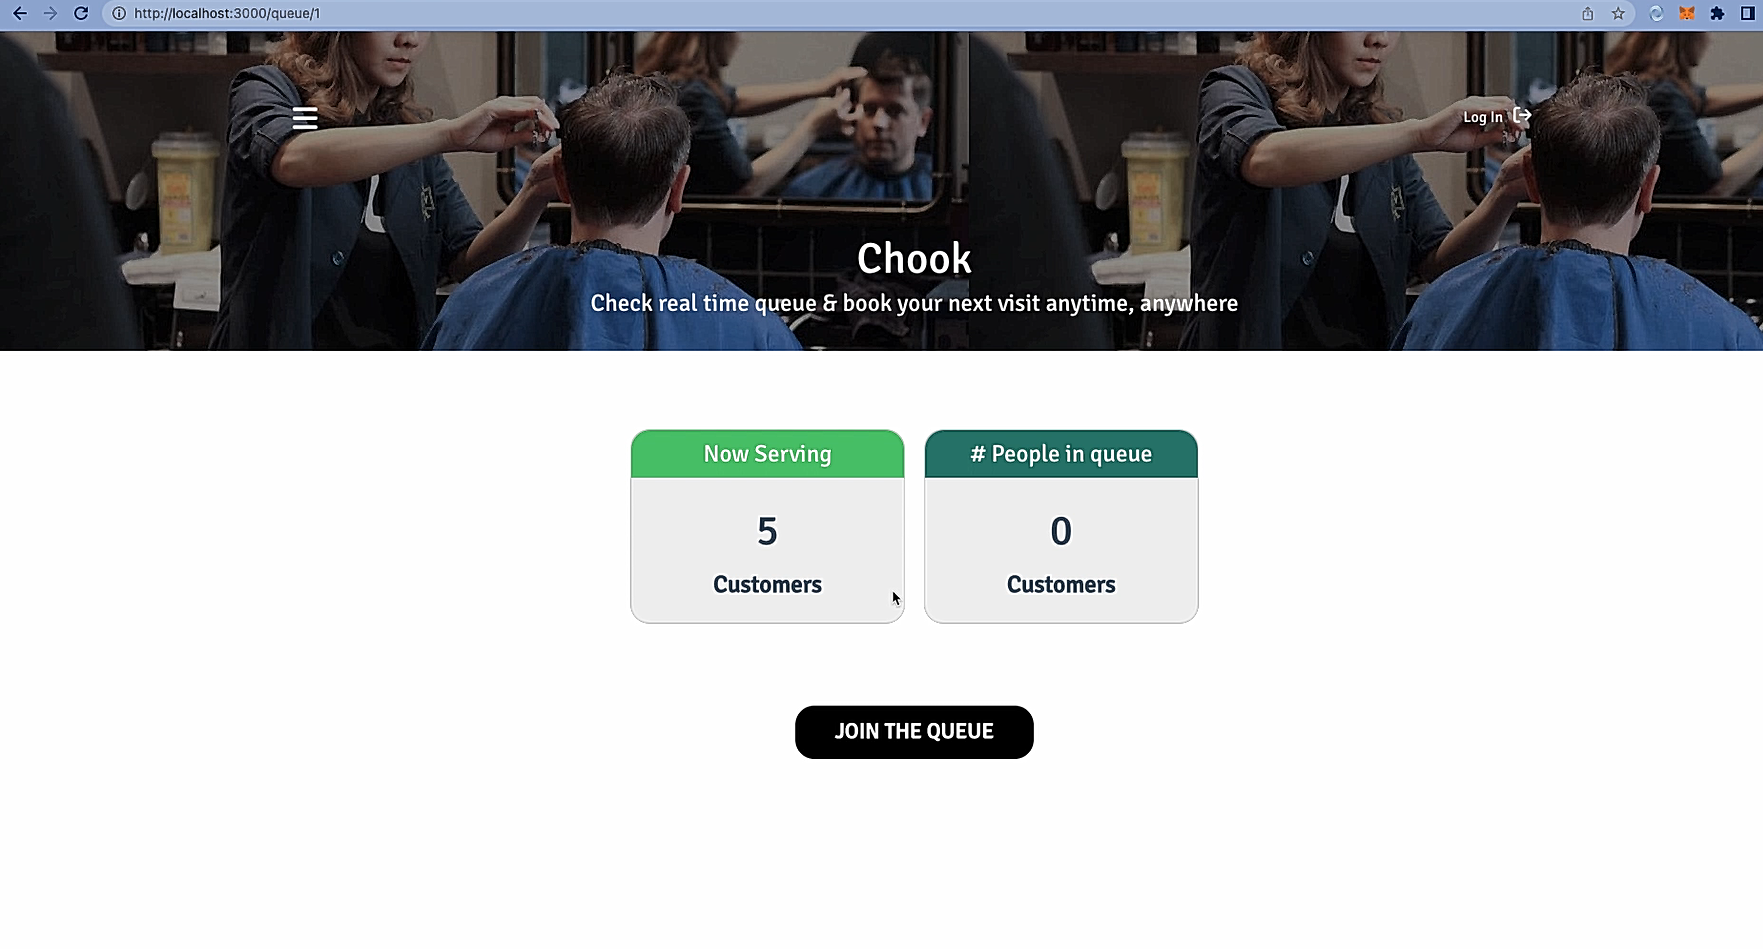 http://localhost:3000/queue/1
Log In
Chook
Check real time queue & book your next visit anytime, anywhere
Now Serving
# People in queue
5
0
Customers
Customers
JOIN THE QUEUE